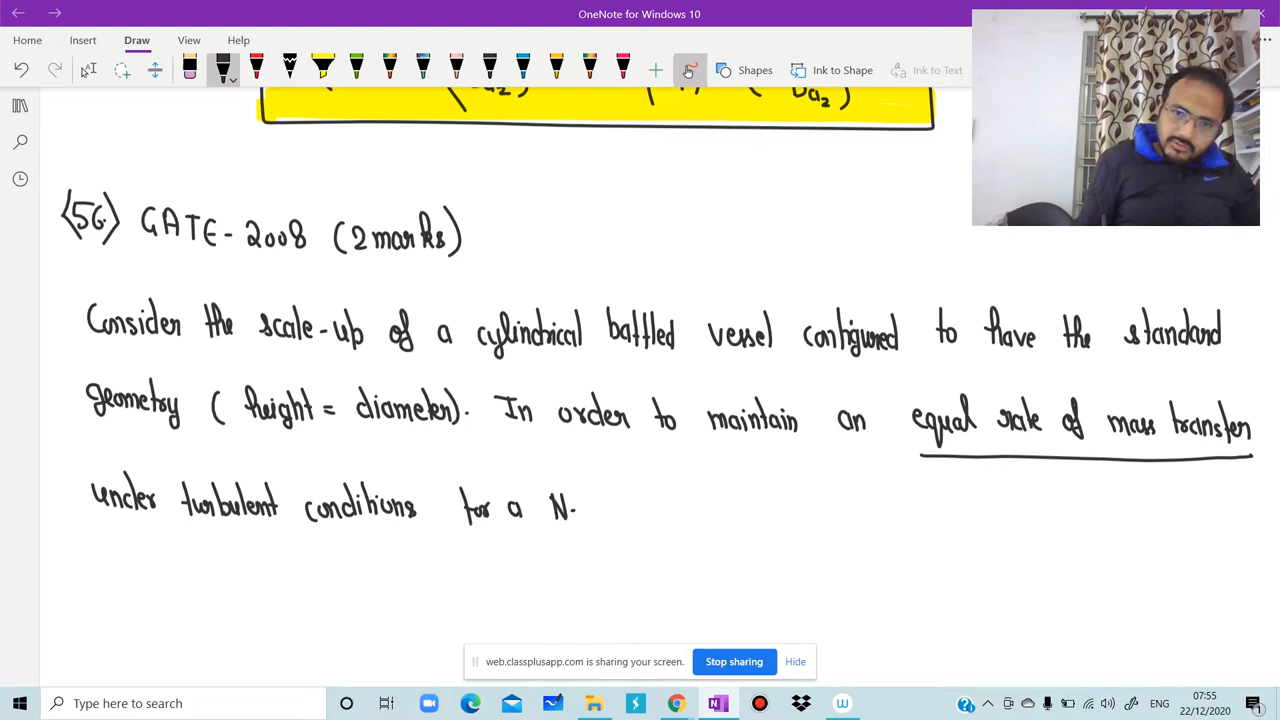 OneNote for Windows 10
Home Insert Draw View Help
Shapes Ink to Shape Ink to Text
<56> GATE-2008 (2 marks)
Consider the scale-up of a cylindrical baffled vessel configured to have the standard
geometry (height = diameter). In order to maintain an equal rate of mass transfer
under turbulent conditions for a N.
web.classplusapp.com is sharing your screen. Stop sharing Hide
Type here to search
ENG
07:55
22/12/2020